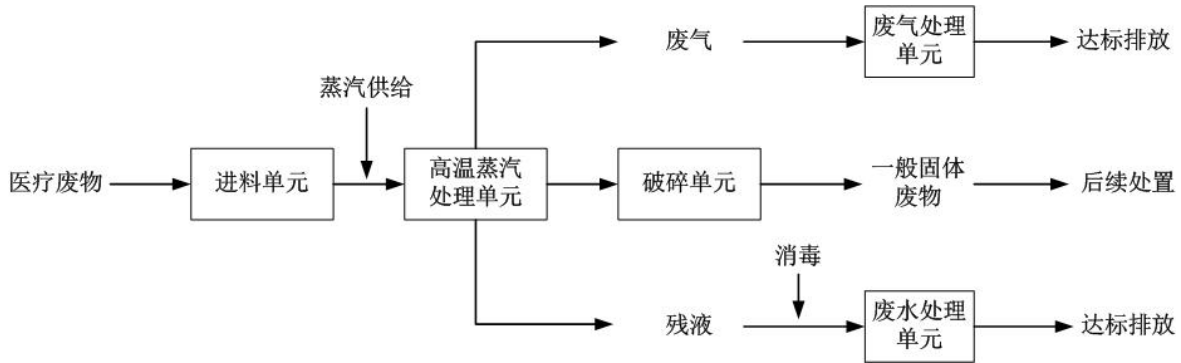 废气
废气处理
单元
达标排放
蒸汽供给
医疗废物
进料单元
高温蒸汽
处理单元
破碎单元
一般固体
废物
后续处置
消毒
残液
废水处理
单元
达标排放